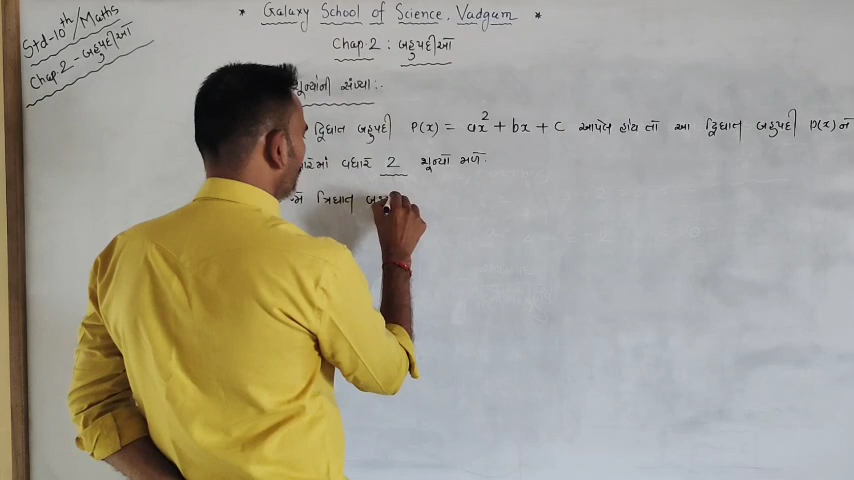 * Galaxy School of Science, Vadgam *
Std-10th/Maths
Chap.2 - બહુપદીઓ
Chap.2 : બહુપદીઓ
શૂન્યોની સંખ્યા :-
દ્વિઘાત બહુપદી P(x) = ax² + bx + c આપેલ હોય તો આ દ્વિઘાત બહુપદી p(x) ને
વધારે 2 શૂન્યો મળે.
ત્રિઘાત